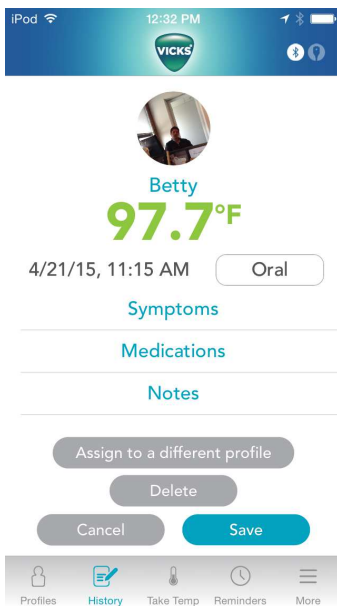 iPod 12:32 PM
VICKS
Betty
97.7°F
4/21/15, 11:15 AM Oral
Symptoms
Medications
Notes
Assign to a different profile
Delete
Cancel Save
Profiles History Take Temp Reminders More